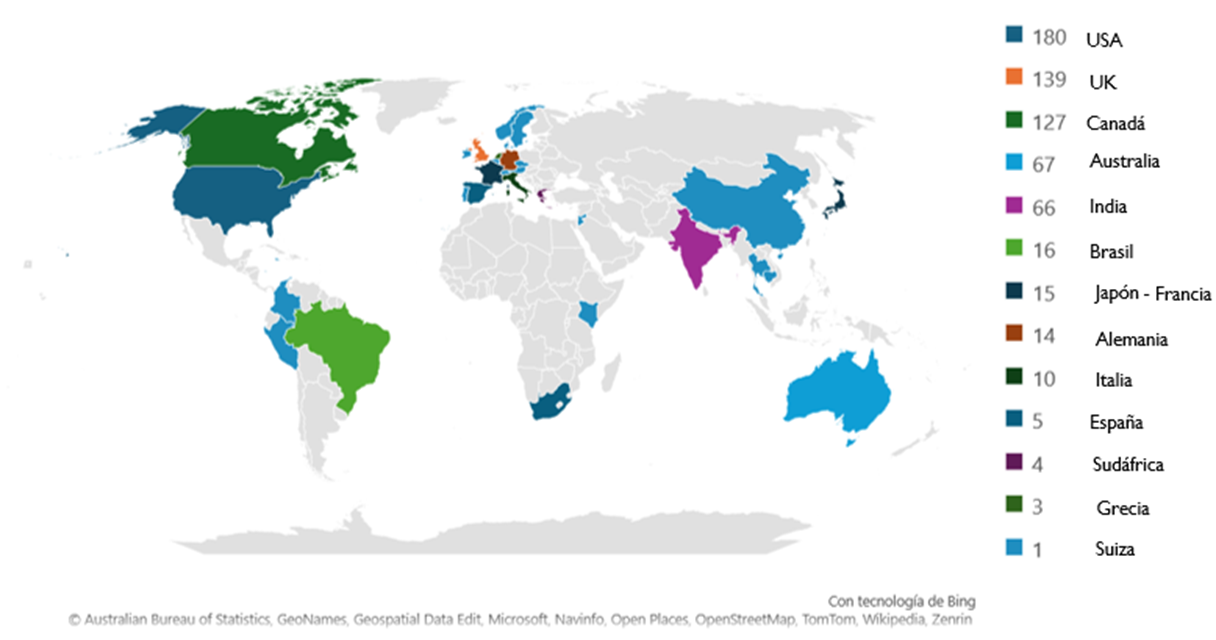 180 USA
139 UK
127 Canadá
67 Australia
66 India
16 Brasil
15 Japón - Francia
14 Alemania
10 Italia
5 España
4 Sudáfrica
3 Grecia
1 Suiza
Con tecnología de Bing
© Australian Bureau of Statistics, GeoNames, Geospatial Data Edit, Microsoft, Navinfo, Open Places, OpenStreetMap, TomTom, Wikipedia, Zenrin